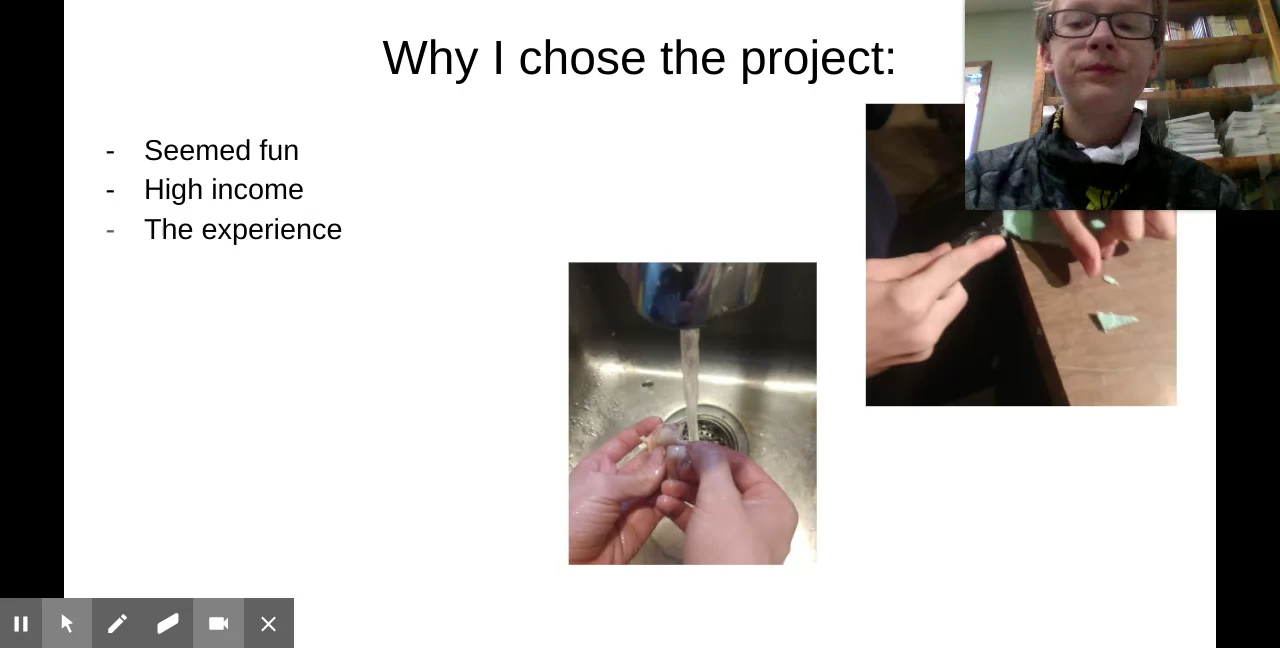 Why I chose the project:
- Seemed fun
- High income
- The experience